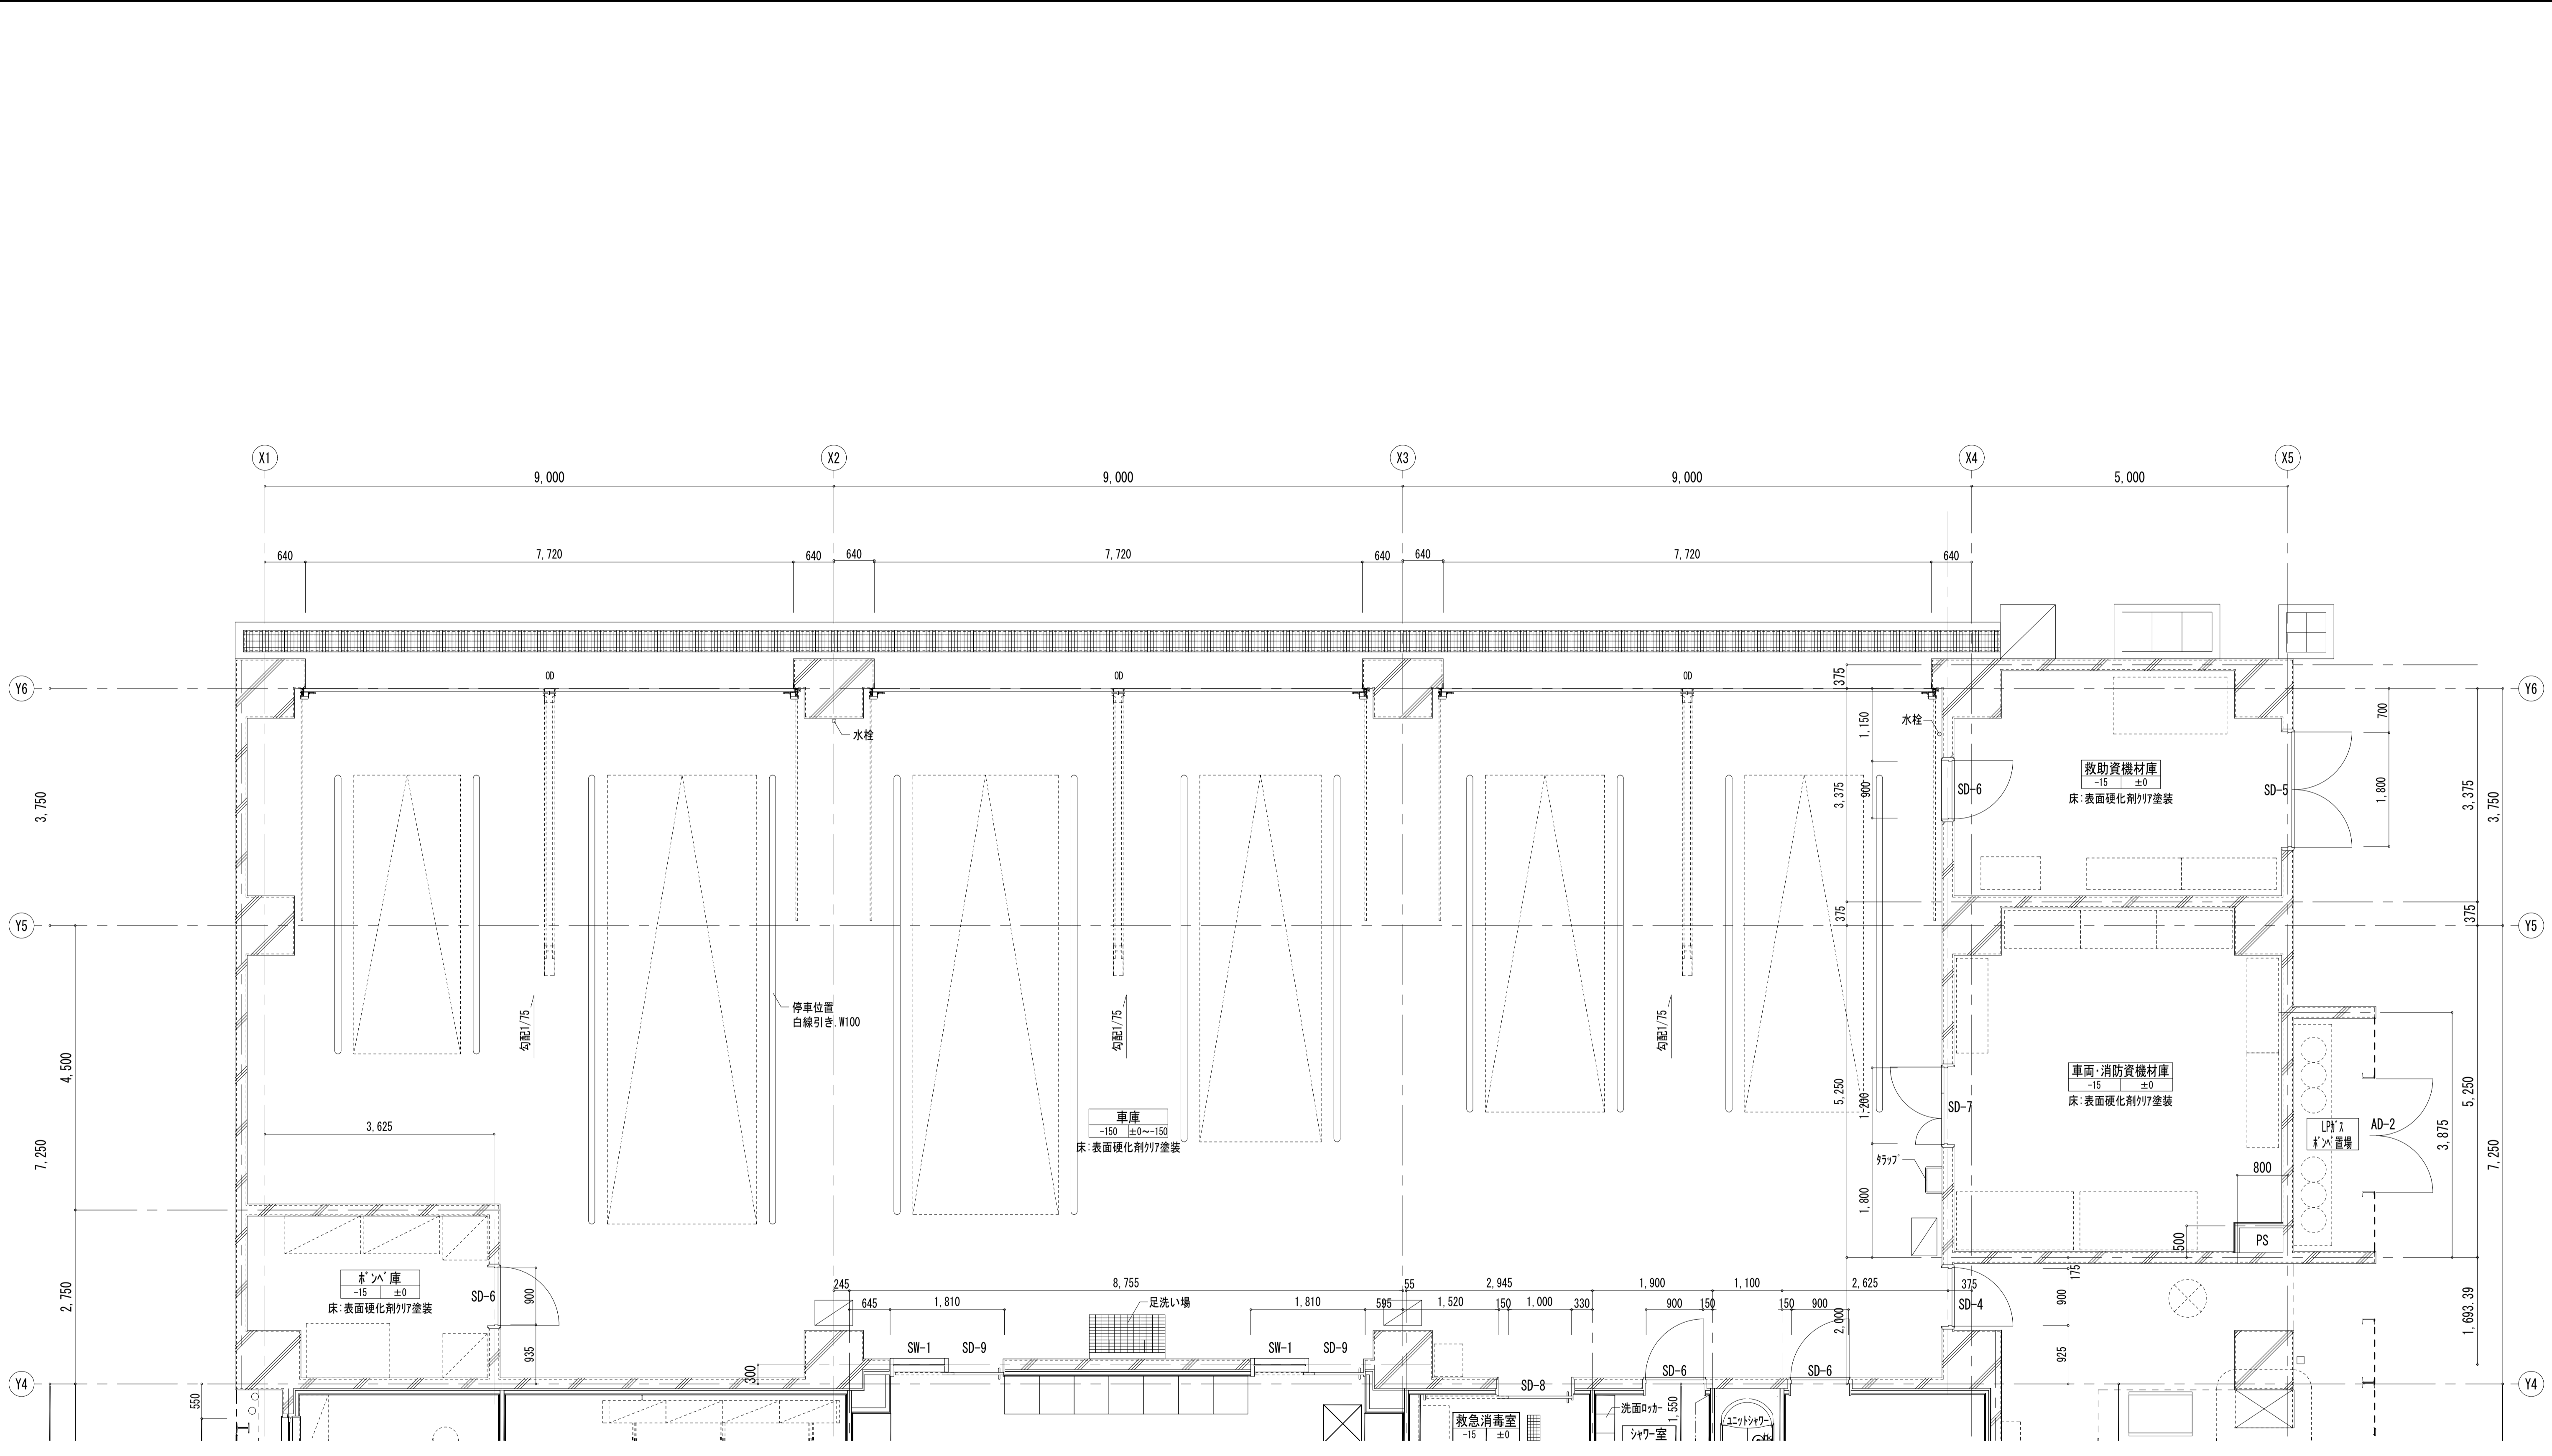 X1
X2
X3
X4
X5
9,000
9,000
9,000
5,000
640
7,720
640
640
7,720
640
640
7,720
640
Y6
OD
OD
OD
375
Y6
水栓
水栓
1,150
700
3,750
3,375
900
SD-6
救助資機材庫
-15
±0
床:表面硬化剤ｸﾘｱ塗装
SD-5
1,800
3,375
3,750
375
375
Y5
Y5
停車位置
白線引き.W100
勾配1/75
勾配1/75
勾配1/75
4,500
7,250
3,625
車庫
-150
±0～-150
床:表面硬化剤ｸﾘｱ塗装
5,250
1,200
SD-7
車両・消防資機材庫
-15
±0
床:表面硬化剤ｸﾘｱ塗装
LPｶﾞｽ
ﾎﾞﾝﾍﾞ置場
AD-2
3,875
5,250
7,250
ﾀﾗｯﾌﾟ
1,800
800
500
PS
2,750
ﾎﾞﾝﾍﾞ庫
-15
±0
床:表面硬化剤ｸﾘｱ塗装
SD-6
900
935
245
8,755
55
2,945
1,900
1,100
2,625
375
175
645
1,810
足洗い場
1,810
595
1,520
150
1,000
330
900
150
150
900
2,000
SD-4
900
925
1,693.39
SW-1
SD-9
SW-1
SD-9
300
SD-6
SD-6
SD-8
Y4
Y4
550
救急消毒室
-15
±0
洗面ﾛｯｶｰ
1,550
ｼｬﾜｰ室
ﾕﾆｯﾄｼｬﾜｰ